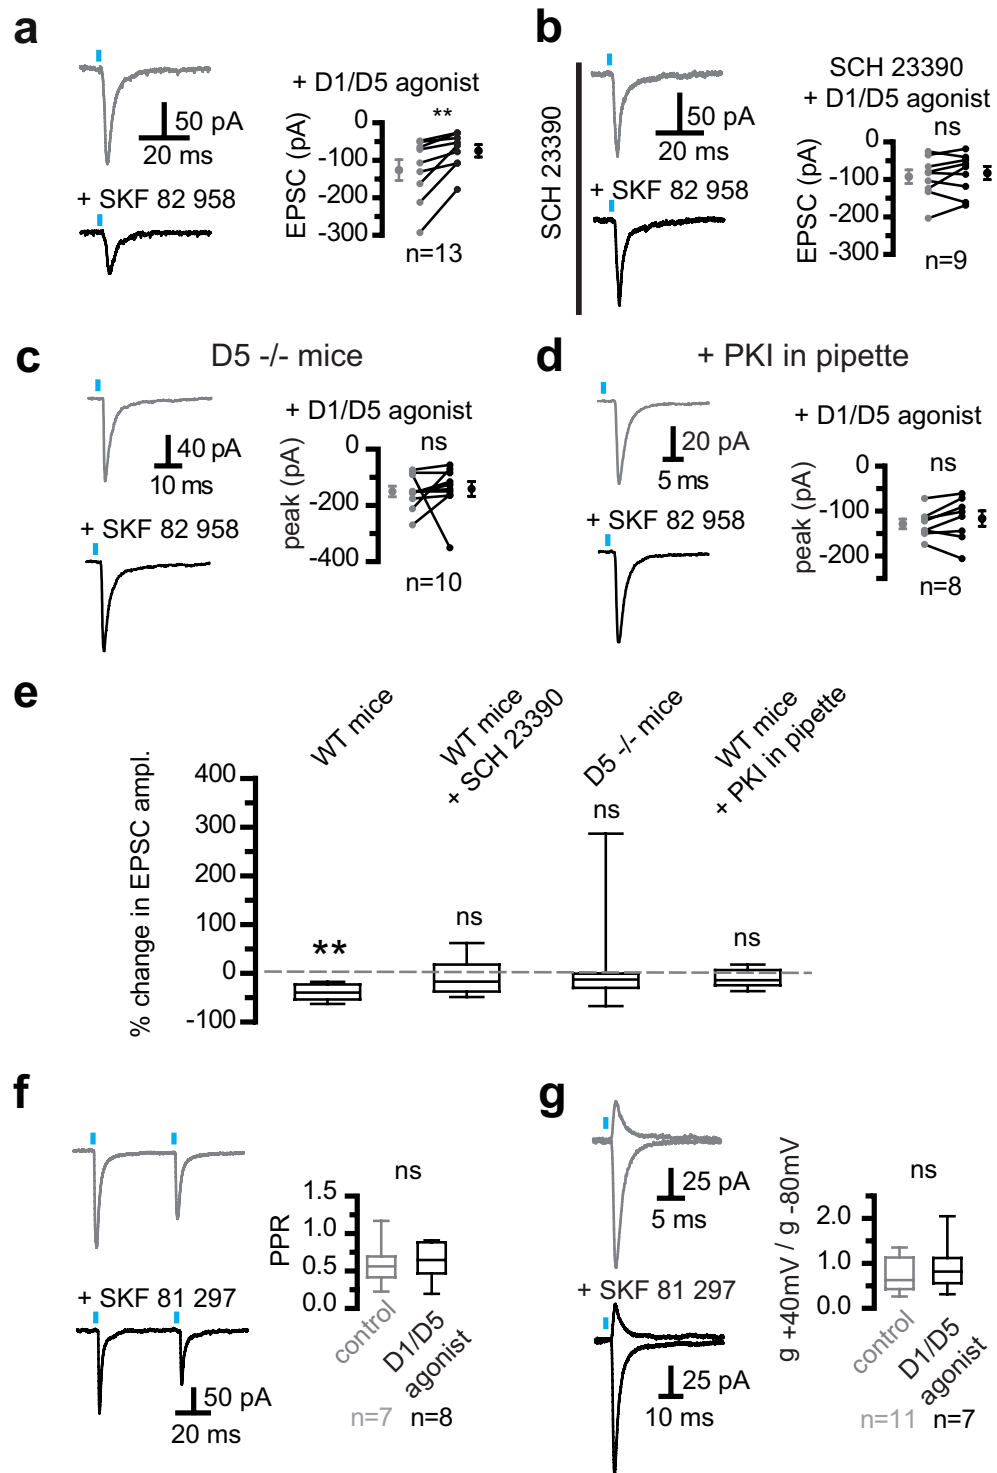 a
50 pA
20 ms
+ SKF 82 958
+ D1/D5 agonist
**
EPSC (pA)
0
-100
-200
-300
n=13
b
SCH 23390
50 pA
20 ms
+ SKF 82 958
SCH 23390
+ D1/D5 agonist
ns
EPSC (pA)
0
-100
-200
-300
n=9
c
D5 -/- mice
40 pA
10 ms
+ SKF 82 958
+ D1/D5 agonist
ns
peak (pA)
0
-200
-400
n=10
d
+ PKI in pipette
20 pA
5 ms
+ SKF 82 958
+ D1/D5 agonist
ns
peak (pA)
0
-100
-200
n=8
e
% change in EPSC ampl.
400
300
200
100
0
-100
WT mice
**
WT mice
+ SCH 23390
ns
D5 -/- mice
ns
WT mice
+ PKI in pipette
ns
f
+ SKF 81 297
50 pA
20 ms
ns
PPR
1.5
1.0
0.5
0.0
control
D1/D5
agonist
n=7
n=8
g
25 pA
5 ms
+ SKF 81 297
25 pA
10 ms
ns
g +40mV / g -80mV
2.0
1.0
0.0
control
D1/D5
agonist
n=11
n=7